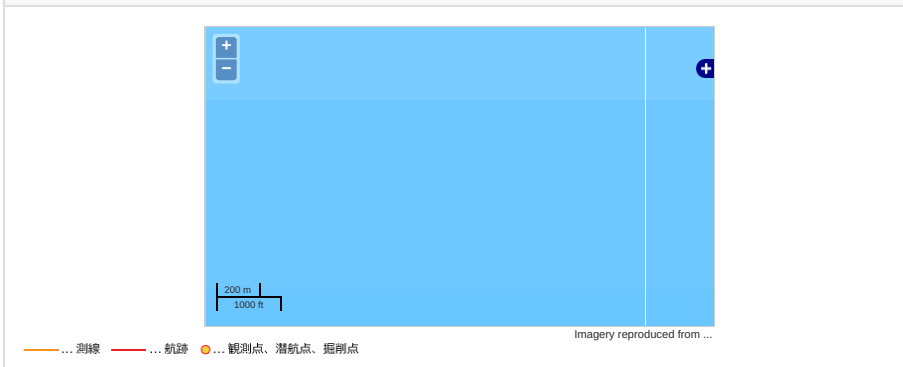 +
−
+
200 m
1000 ft
Imagery reproduced from ...
... 測線 ... 航跡 ... 観測点、潜航点、掘削点